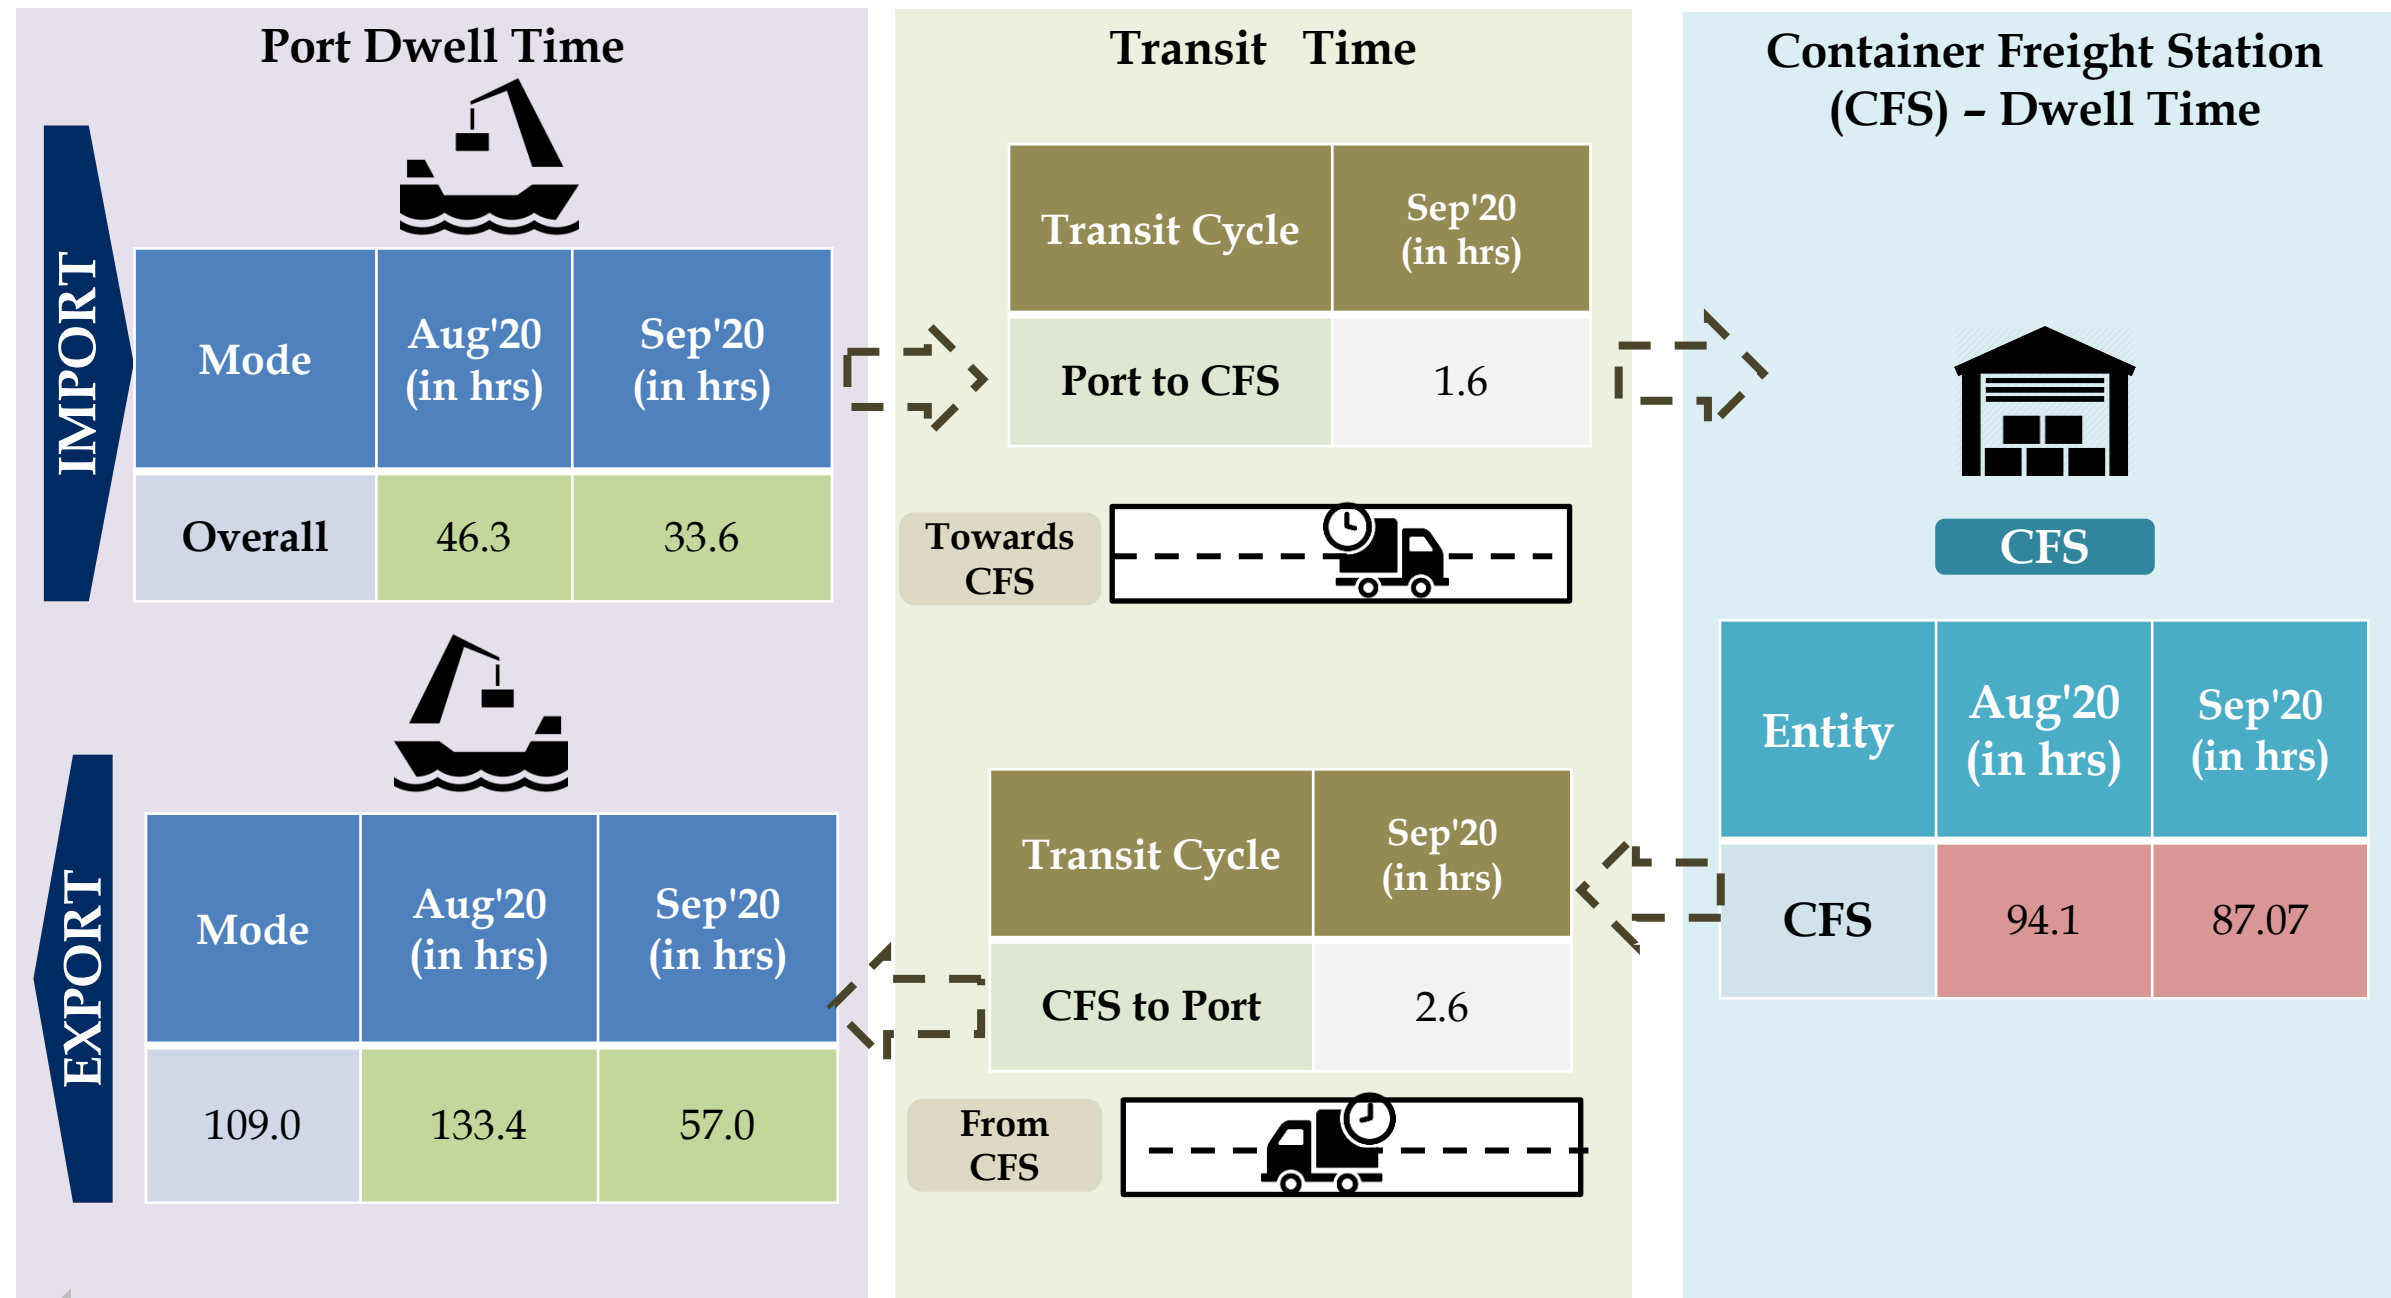 Port Dwell Time
IMPORT
Mode
Aug'20
(in hrs)
Sep'20
(in hrs)
Overall
46.3
33.6
EXPORT
Mode
Aug'20
(in hrs)
Sep'20
(in hrs)
109.0
133.4
57.0
Transit Time
Transit Cycle
Sep'20
(in hrs)
Port to CFS
1.6
Towards
CFS
Transit Cycle
Sep'20
(in hrs)
CFS to Port
2.6
From
CFS
Container Freight Station
(CFS) – Dwell Time
CFS
Entity
Aug'20
(in hrs)
Sep'20
(in hrs)
CFS
94.1
87.07